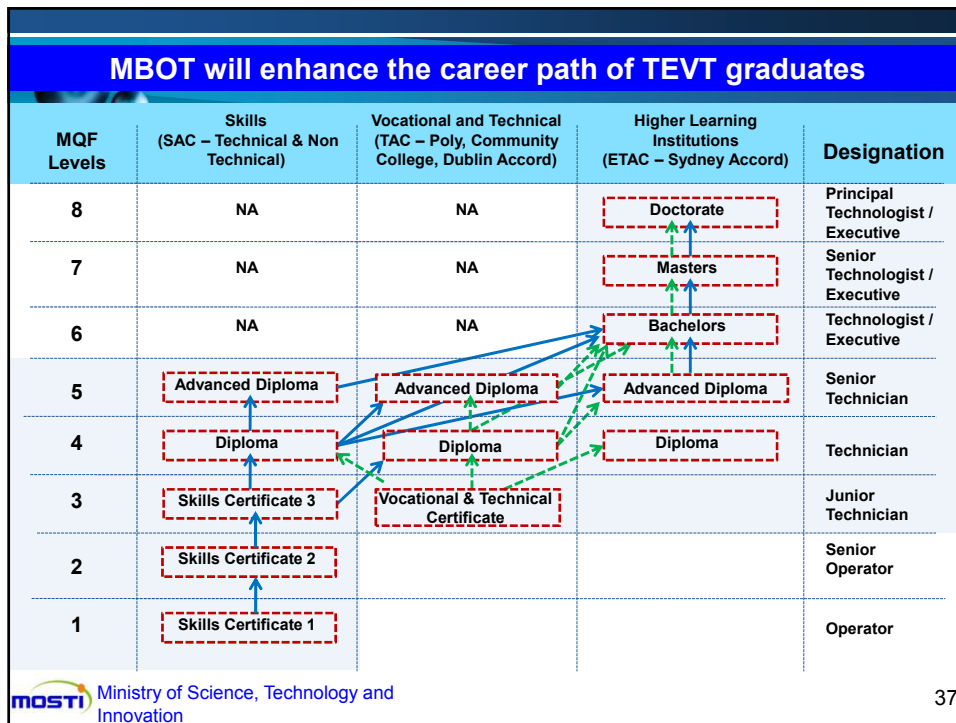 MBOT will enhance the career path of TEVT graduates
MQF
Levels
Skills
(SAC – Technical & Non
Technical)
Vocational and Technical
(TAC – Poly, Community
College, Dublin Accord)
Higher Learning
Institutions
(ETAC – Sydney Accord)
Designation
8
NA
NA
Doctorate
Principal
Technologist /
Executive
7
NA
NA
Masters
Senior
Technologist /
Executive
6
NA
NA
Bachelors
Technologist /
Executive
5
Advanced Diploma
Advanced Diploma
Advanced Diploma
Senior
Technician
4
Diploma
Diploma
Diploma
Technician
3
Skills Certificate 3
Vocational & Technical
Certificate
Junior
Technician
2
Skills Certificate 2
Senior
Operator
1
Skills Certificate 1
Operator
MOSTI
Ministry of Science, Technology and
Innovation
37